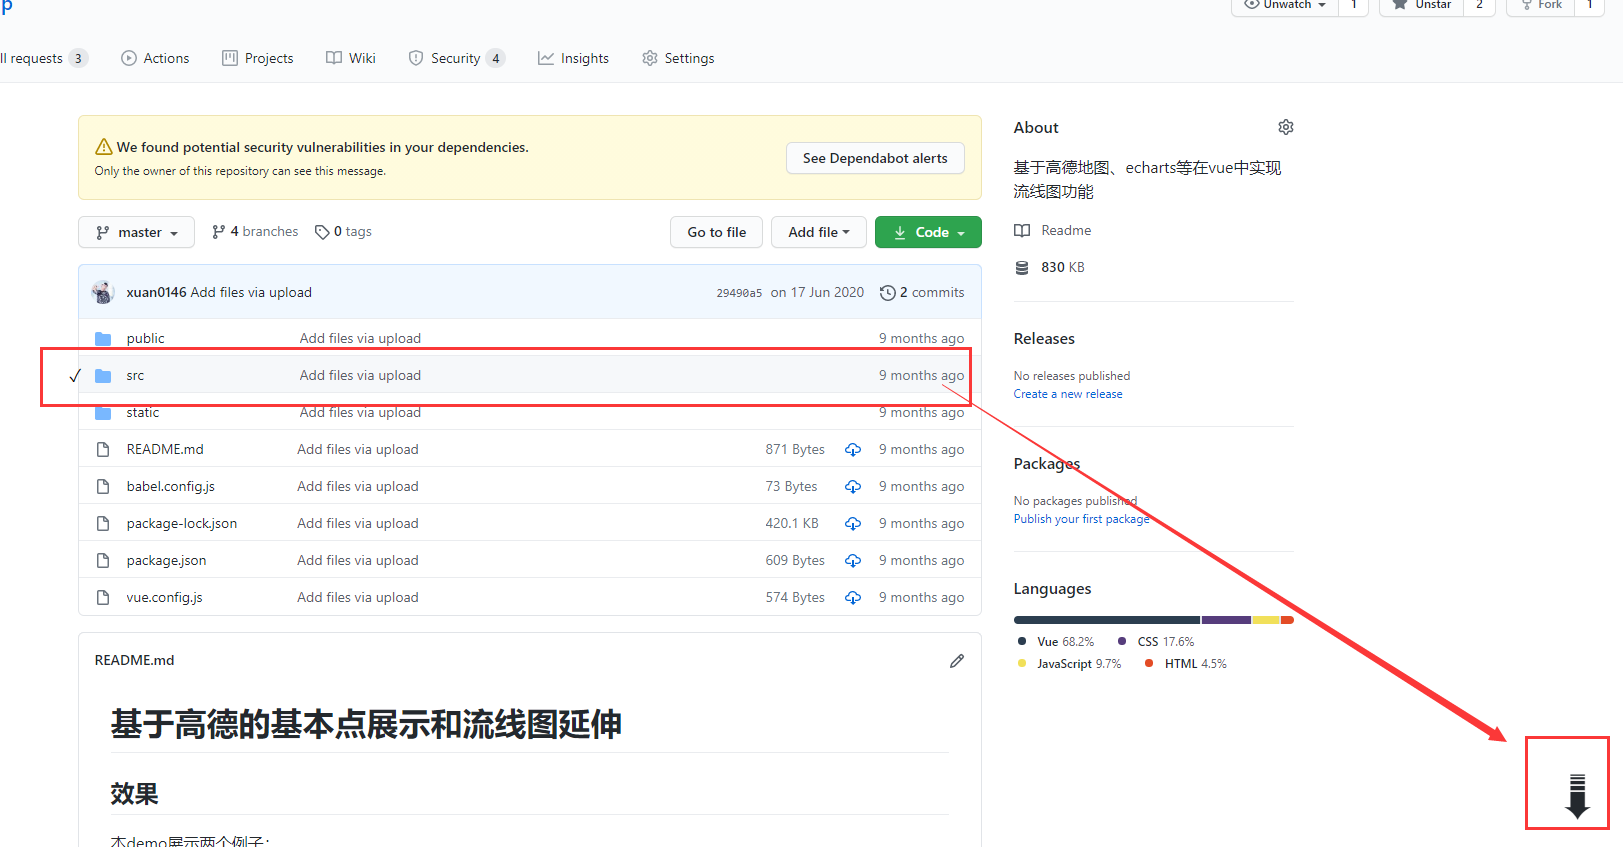 p
Unwatch 1 Unstar 2 Fork 1
ll requests 3 Actions Projects Wiki Security 4 Insights Settings
We found potential security vulnerabilities in your dependencies.
Only the owner of this repository can see this message.
See Dependabot alerts
master 4 branches 0 tags Go to file Add file Code
xuan0146 Add files via upload 29490a5 on 17 Jun 2020 2 commits
public Add files via upload 9 months ago
src Add files via upload 9 months ago
static Add files via upload 9 months ago
README.md Add files via upload 871 Bytes 9 months ago
babel.config.js Add files via upload 73 Bytes 9 months ago
package-lock.json Add files via upload 420.1 KB 9 months ago
package.json Add files via upload 609 Bytes 9 months ago
vue.config.js Add files via upload 574 Bytes 9 months ago
README.md
基于高德的基本点展示和流线图延伸
效果
本demo展示两个例子：
About
基于高德地图、echarts等在vue中实现
流线图功能
Readme
830 KB
Releases
No releases published
Create a new release
Packages
No packages published
Publish your first package
Languages
Vue 68.2% CSS 17.6%
JavaScript 9.7% HTML 4.5%